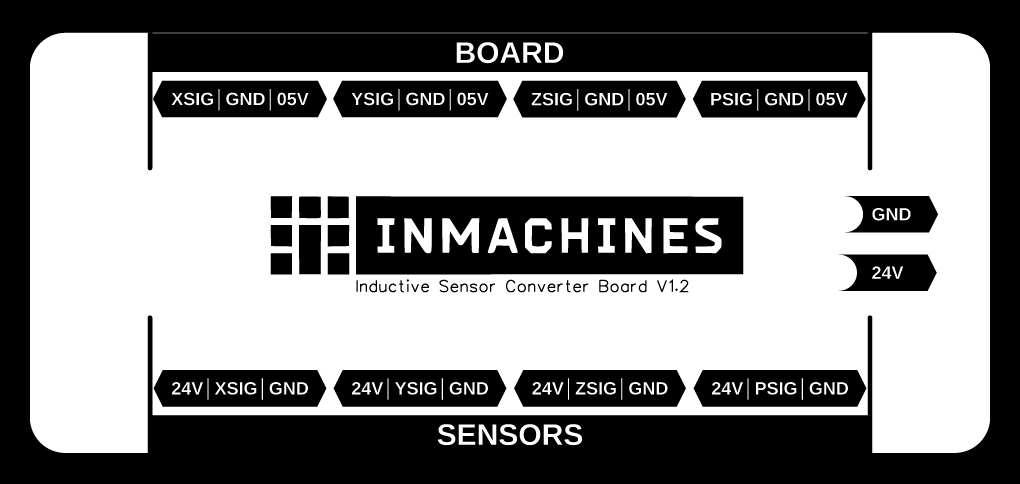 BOARD
XSIG GND 05V YSIG GND 05V ZSIG GND 05V PSIG GND 05V
GND
INMACHINES
24V
Inductive Sensor Converter Board V1.2
24V XSIG GND 24V YSIG GND 24V ZSIG GND 24V PSIG GND
SENSORS